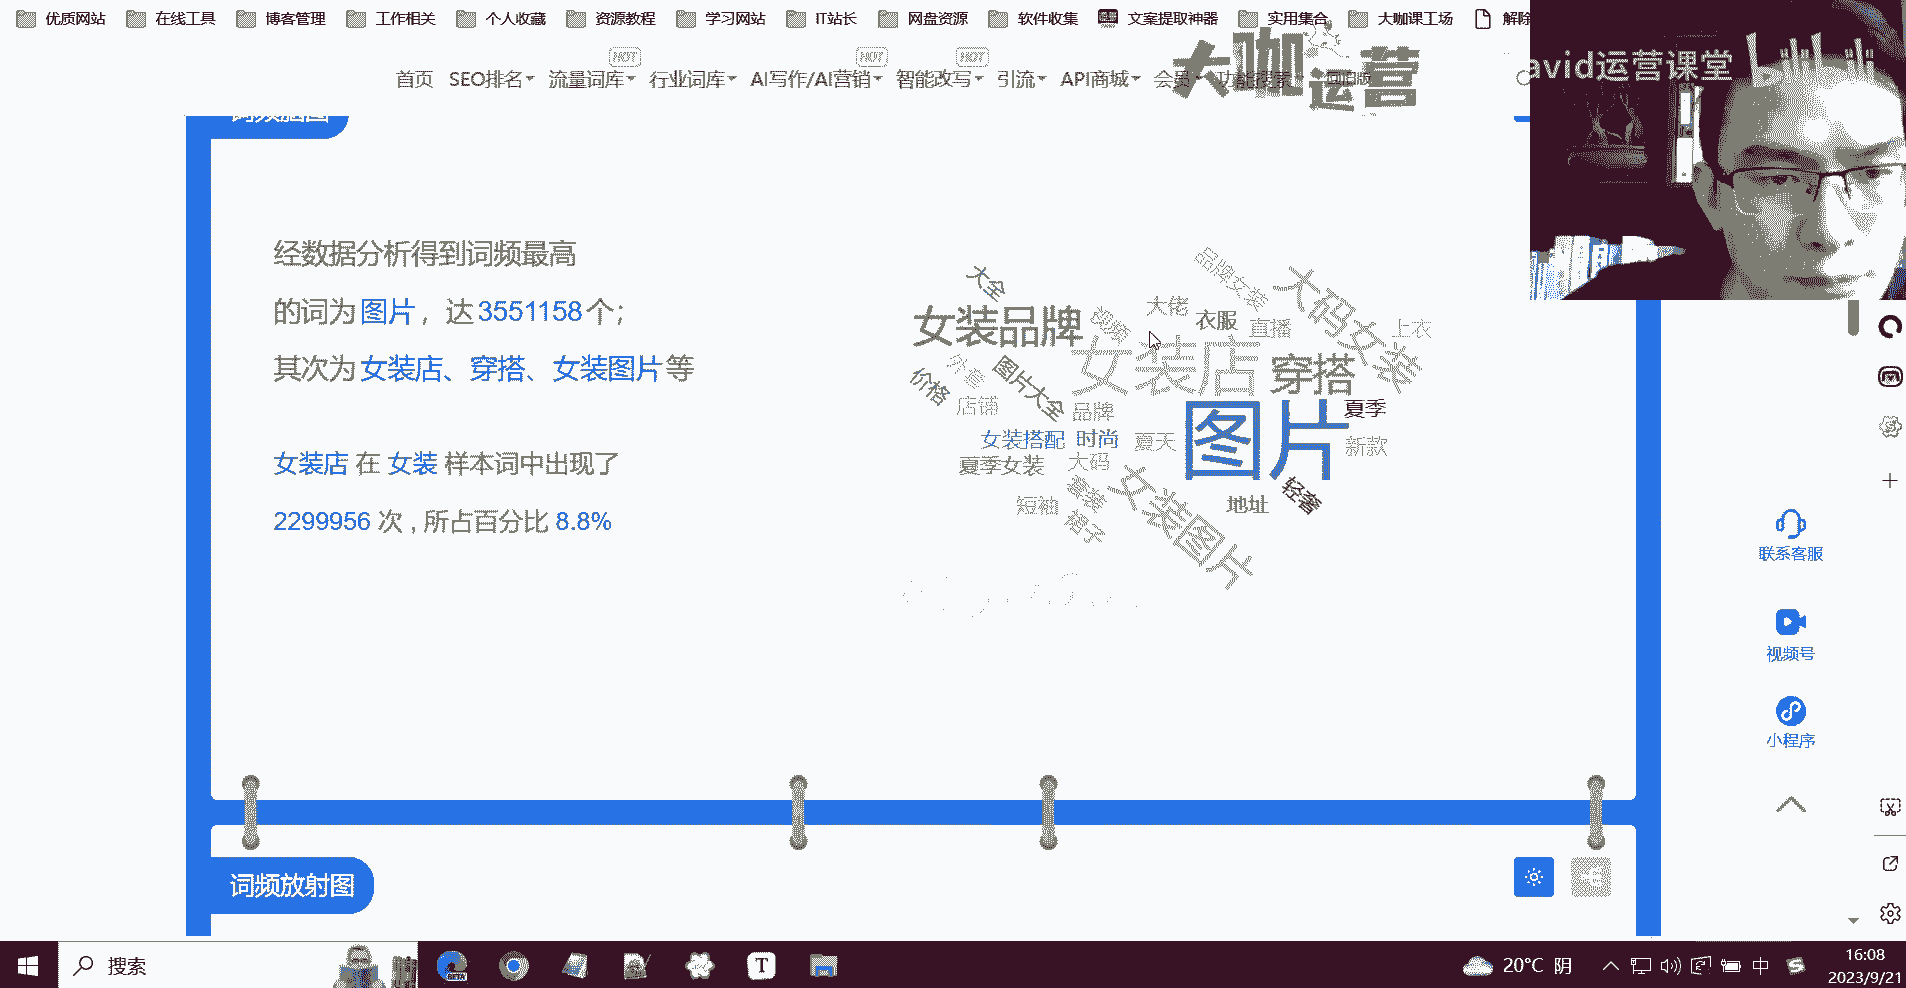 优质网站 在线工具 博客管理 工作相关 个人收藏 资源教程 学习网站 IT站长 网盘资源 软件收集 文案提取神器 实用集合 大咖课工场 解除
HOT HOT HOT
首页 SEO排名 流量词库 行业词库 AI写作/AI营销 智能改写 引流 API商城 会员
大咖运营
avid运营课堂
词频脑图
经数据分析得到词频最高
的词为 图片 ，达 3551158 个；
其次为 女装店、穿搭、女装图片 等
女装店 在 女装 样本词中出现了
2299956 次 , 所占百分比 8.8%
大全
品牌女装
大码女装
女装品牌
视频
大佬
衣服
直播
上衣
女装店
穿搭
价格
图片大全
店铺
品牌
图片
夏季
女装搭配
时尚
夏天
新款
夏季女装
大码
套装
女装图片
轻奢
短袖
裙子
地址
联系客服
视频号
小程序
词频放射图
搜索
BETA
T
20°C 阴
中
16:08
2023/9/21